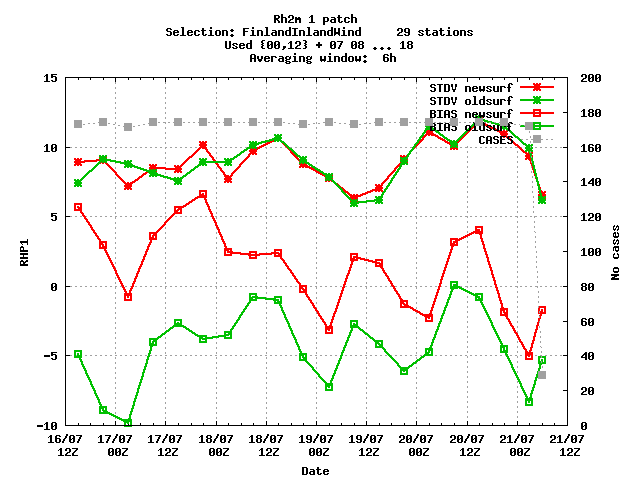 Rh2m 1 patch
Selection: FinlandInlandWind     29 stations
Used {00,12} + 07 08 ... 18
Averaging window:  6h
STDV newsurf
STDV oldsurf
BIAS newsurf
BIAS oldsurf
CASES
15
10
5
0
-5
-10
RHP1
200
180
160
140
120
100
80
60
40
20
0
No cases
16/07 17/07 17/07 18/07 18/07 19/07 19/07 20/07 20/07 21/07 21/07
12Z 00Z 12Z 00Z 12Z 00Z 12Z 00Z 12Z 00Z 12Z
Date